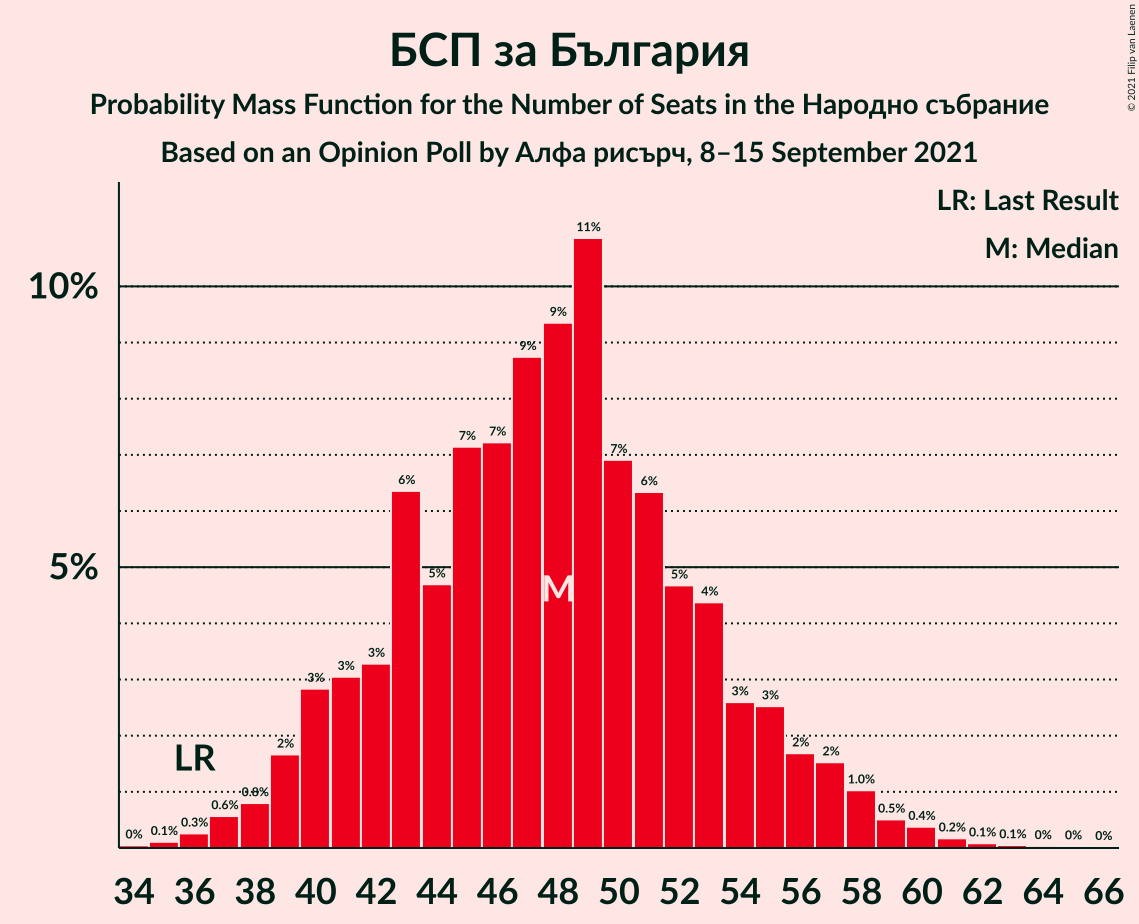 БСП за България
Probability Mass Function for the Number of Seats in the Народно събрание
Based on an Opinion Poll by Алфа рисърч, 8–15 September 2021
© 2021 Filip van Laenen
LR: Last Result
M: Median
10%
5%
0% 0.1% 0.3% 0.6% 0.8% 2% 3% 3% 3% 6% 5% 7% 7% 9% 9% 11% 7% 6% 5% 4% 3% 3% 2% 2% 1.0% 0.5% 0.4% 0.2% 0.1% 0.1% 0% 0% 0%
LR
M
34 36 38 40 42 44 46 48 50 52 54 56 58 60 62 64 66